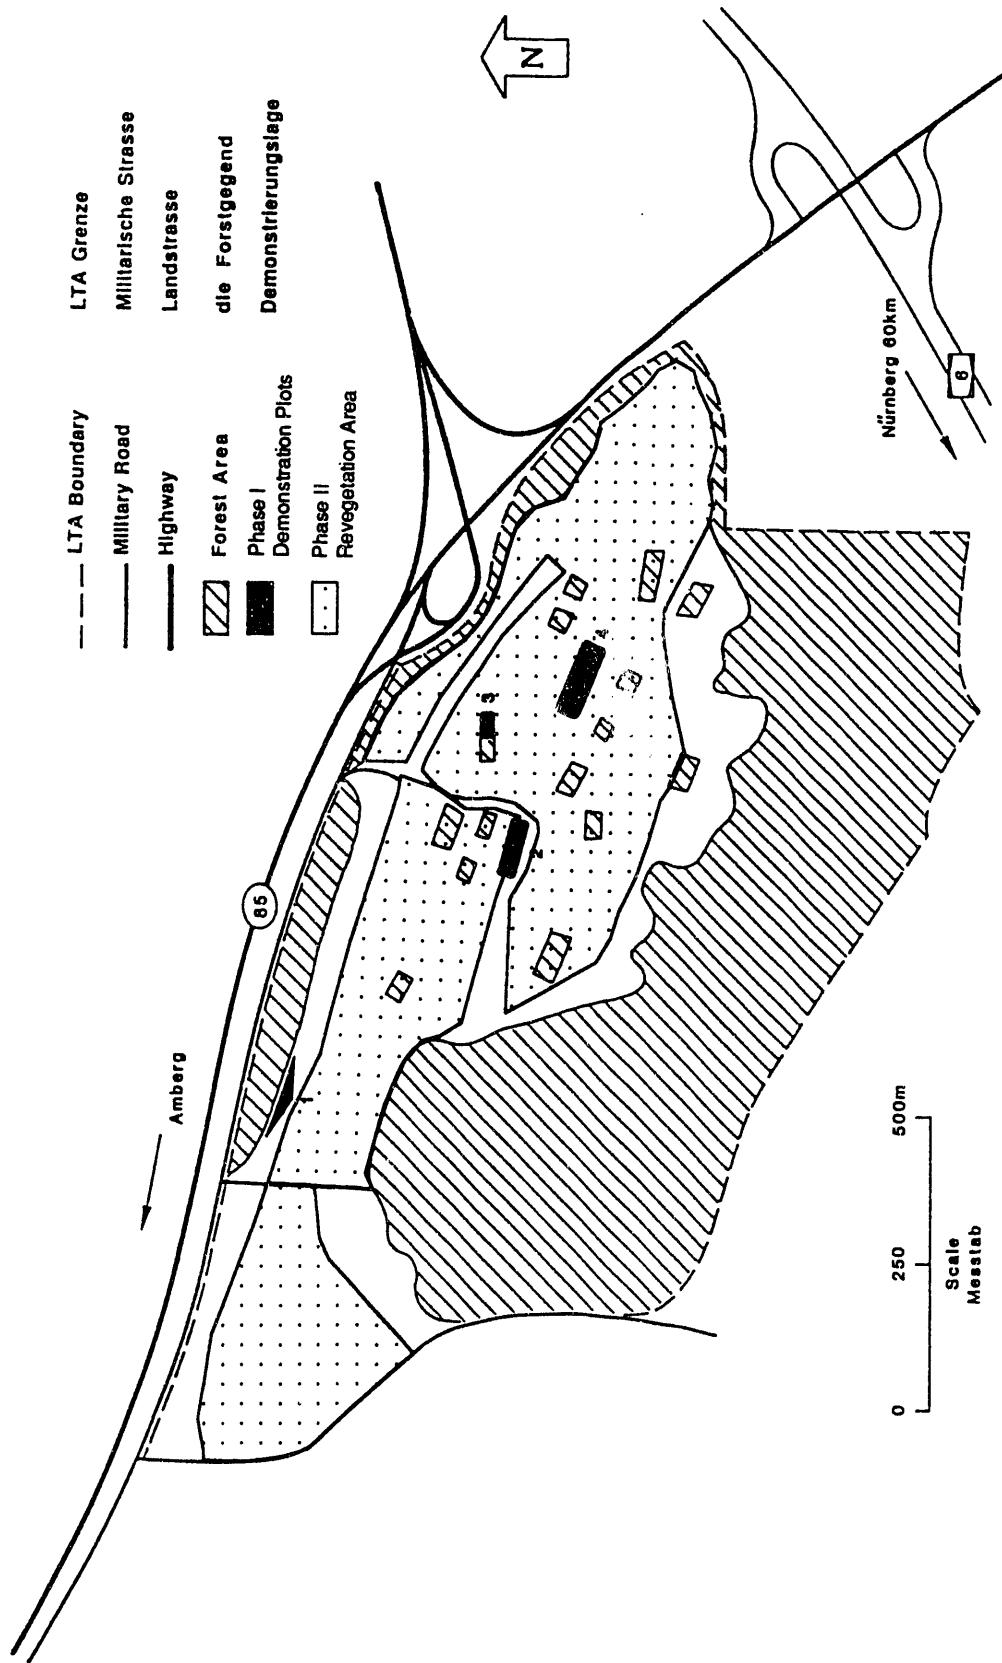 LTA Boundary LTA Grenze
Military Road Militarische Strasse
Highway Landstrasse
Forest Area die Forstgegend
Phase I
Demonstration Plots Demonstrierungslage
Phase II
Revegetation Area
N
85
Amberg
1
2
3
4
Nürnberg 60km
6
0 250 500m
Scale
Messtab